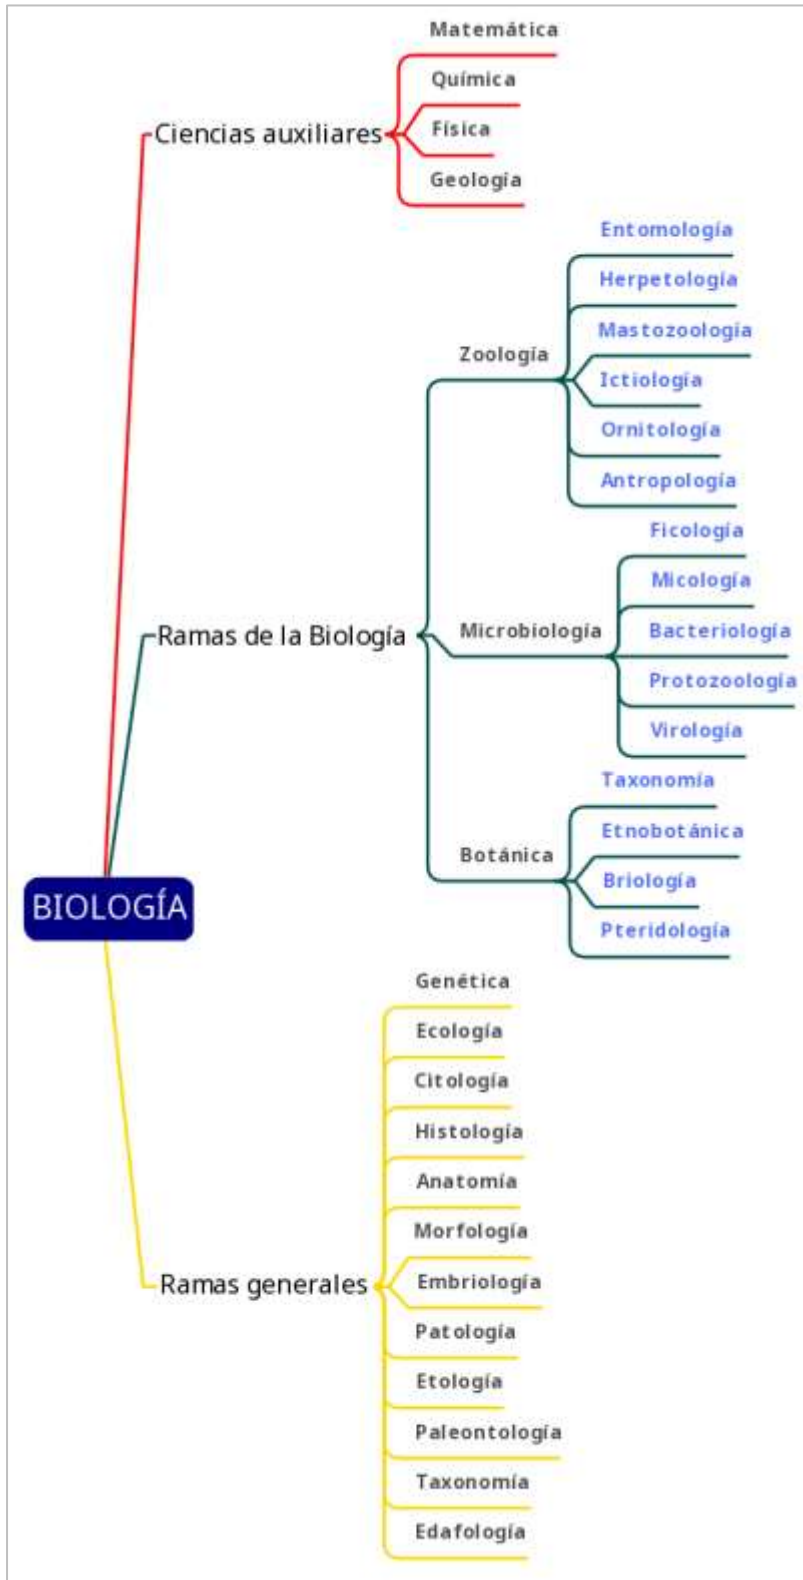 Matemática
Química
Ciencias auxiliares
Física
Geología
Entomología
Herpetología
Mastozoología
Zoología
Ictiología
Ornitología
Antropología
Ficología
Micología
Ramas de la Biología
Microbiología
Bacteriología
Protozoología
Virología
Taxonomía
Etnobotánica
Botánica
Briología
Pteridología
BIOLOGÍA
Genética
Ecología
Citología
Histología
Anatomía
Morfología
Ramas generales
Embriología
Patología
Etología
Paleontología
Taxonomía
Edafología